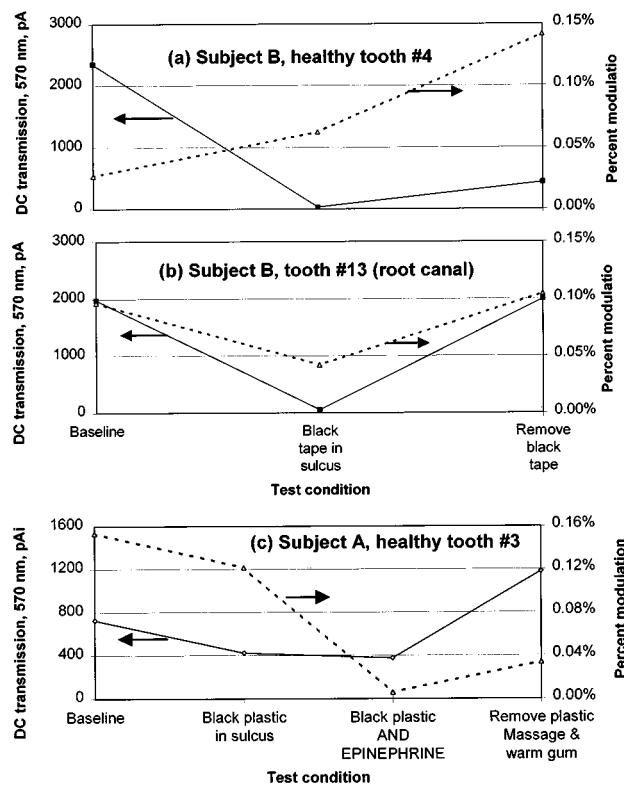 (a) Subject B, healthy tooth #4
DC transmission, 570 nm, pA
3000
2000
1000
0
0.15%
0.10%
0.05%
0.00%
Percent modulatio
(b) Subject B, tooth #13 (root canal)
DC transmission, 570 nm, pA
3000
2000
1000
0
0.15%
0.10%
0.05%
0.00%
Percent modulatio
Baseline
Black
tape in
sulcus
Remove
black
tape
Test condition
(c) Subject A, healthy tooth #3
DC transmission, 570 nm, pAi
1600
1200
800
400
0
0.16%
0.12%
0.08%
0.04%
0.00%
Percent modulation
Baseline
Black plastic
in sulcus
Black plastic
AND
EPINEPHRINE
Remove plastic
Massage &
warm gum
Test condition